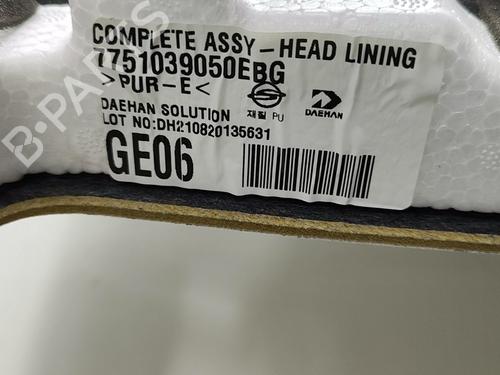 COMPLETE ASSY-HEAD LINING
7751039050EBG
>PUR-E<
DAEHAN SOLUTION
재질 PU
DAEHAN
LOT NO:DH210820135631
GE06
B-PARTS